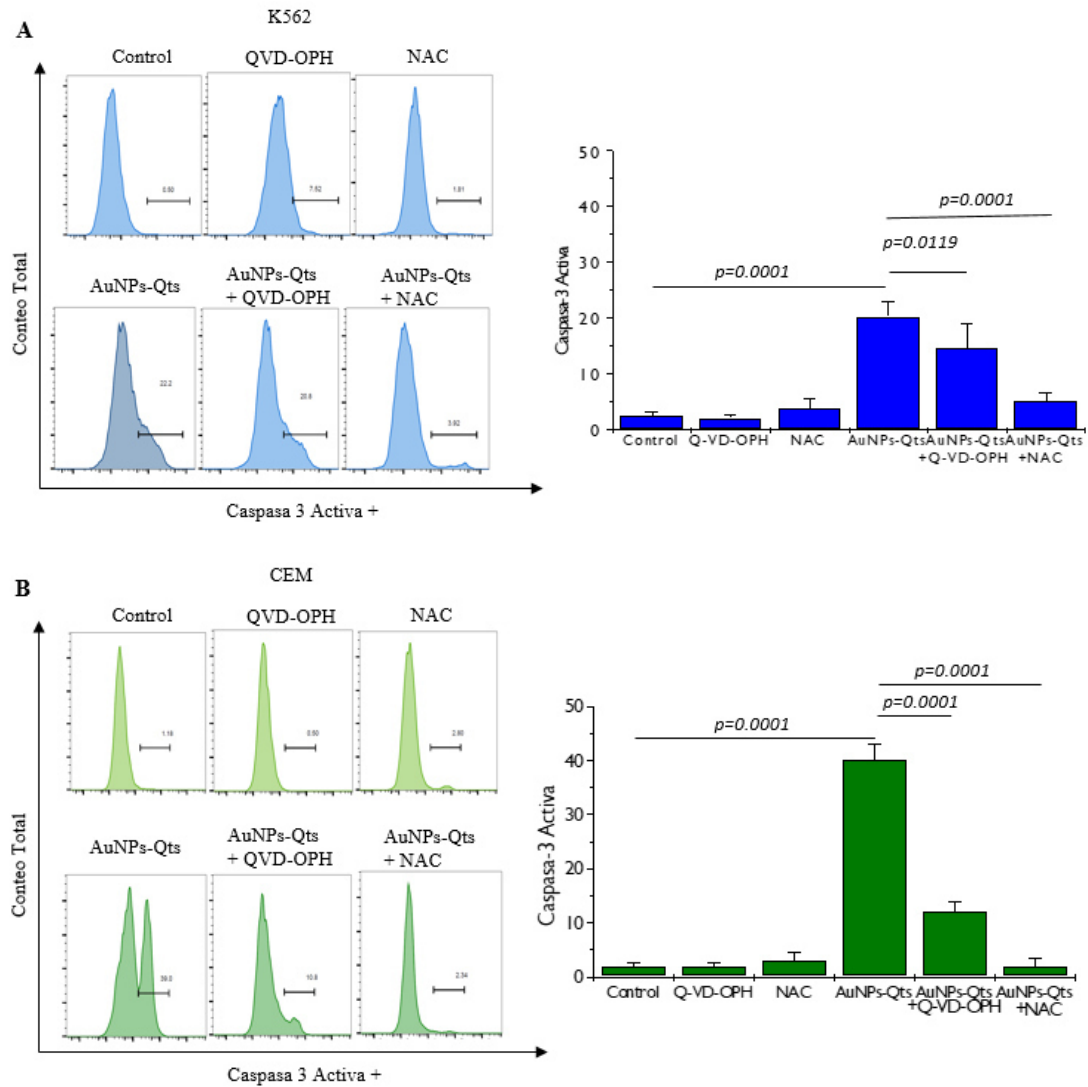 A
K562
Control
QVD-OPH
NAC
0.50
7.52
1.01
AuNPs-Qts
AuNPs-Qts
+ QVD-OPH
AuNPs-Qts
+ NAC
22.2
20.8
3.92
Conteo Total
Caspasa 3 Activa +
50
40
30
20
10
0
Caspasa-3 Activa
p=0.0001
p=0.0119
p=0.0001
Control
Q-VD-OPH
NAC
AuNPs-Qts
AuNPs-Qts
+Q-VD-OPH
AuNPs-Qts
+NAC
B
CEM
Control
QVD-OPH
NAC
1.18
0.50
2.80
AuNPs-Qts
AuNPs-Qts
+ QVD-OPH
AuNPs-Qts
+ NAC
39.0
10.8
2.34
Conteo Total
Caspasa 3 Activa +
50
40
30
20
10
0
Caspasa-3 Activa
p=0.0001
p=0.0001
p=0.0001
Control
Q-VD-OPH
NAC
AuNPs-Qts
AuNPs-Qts
+Q-VD-OPH
AuNPs-Qts
+NAC